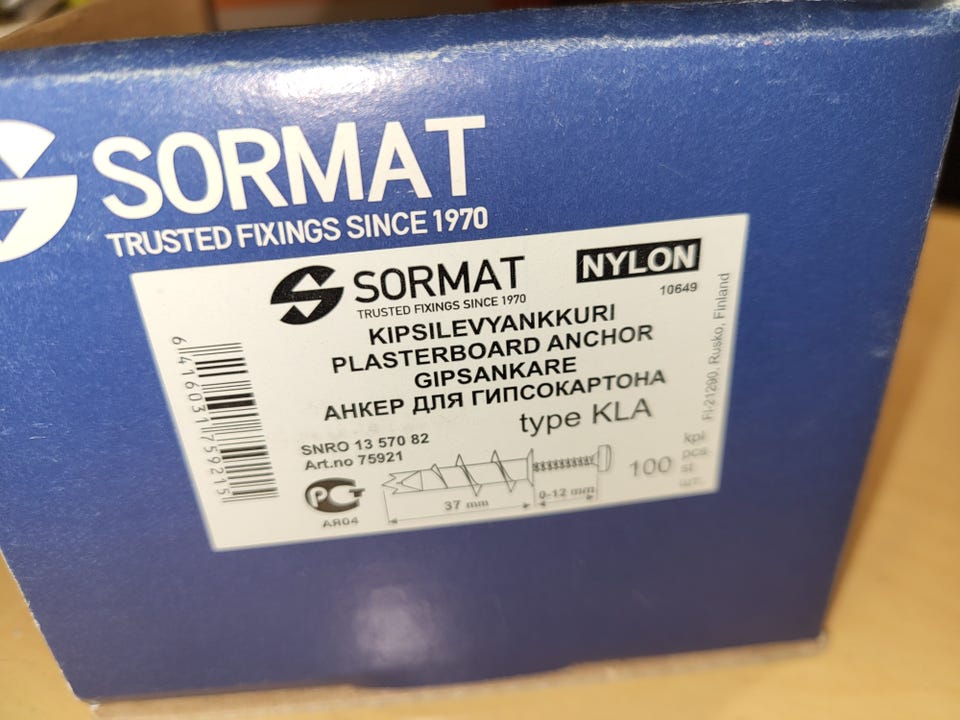 SORMAT
TRUSTED FIXINGS SINCE 1970
SORMAT
TRUSTED FIXINGS SINCE 1970
NYLON
10649
KIPSILEVYANKKURI
PLASTERBOARD ANCHOR
GIPSANKARE
АНКЕР ДЛЯ ГИПСОКАРТОНА
type KLA
SNRO 13 570 82
Art.no 75921
6416031759215
РСТ
АЯ04
37 mm
0-12 mm
100
kpl
pcs
st
шт.
FI-21290, Rusko, Finland